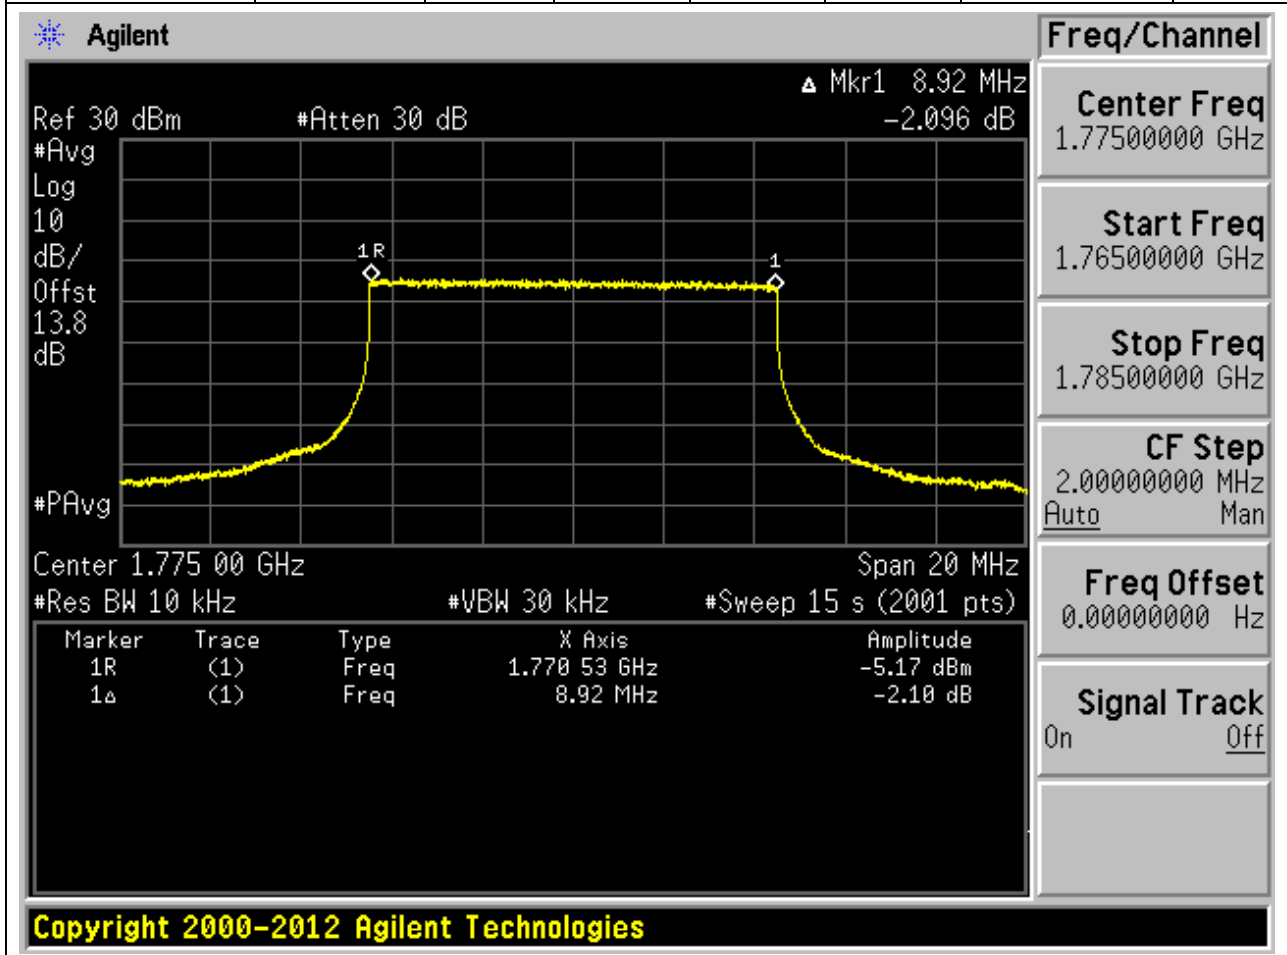 Agilent
Freq/Channel
▵ Mkr1 8.92 MHz
Ref 30 dBm #Atten 30 dB -2.096 dB
#Avg
Log
10
dB/
Offst
13.8
dB
1R
1
#PAvg
Center 1.775 00 GHz Span 20 MHz
#Res BW 10 kHz #VBW 30 kHz #Sweep 15 s (2001 pts)
Marker Trace Type X Axis Amplitude
1R (1) Freq 1.770 53 GHz -5.17 dBm
1▵ (1) Freq 8.92 MHz -2.10 dB
Center Freq
1.77500000 GHz
Start Freq
1.76500000 GHz
Stop Freq
1.78500000 GHz
CF Step
2.00000000 MHz
Auto Man
Freq Offset
0.00000000 Hz
Signal Track
On Off
Copyright 2000-2012 Agilent Technologies